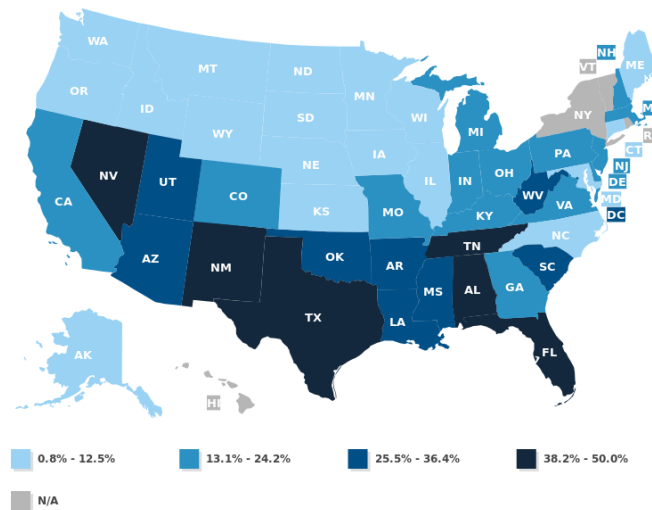 WA
MT
ND
MN
OR
ID
WY
SD
WI
MI
NH
VT
ME
NY
M
R
CT
NJ
PA
DE
MD
DC
NV
UT
CO
NE
IA
IL
IN
OH
WV
VA
CA
KS
MO
KY
NC
AZ
NM
OK
AR
TN
SC
TX
LA
MS
AL
GA
FL
AK
HI
0.8% - 12.5%
13.1% - 24.2%
25.5% - 36.4%
38.2% - 50.0%
N/A